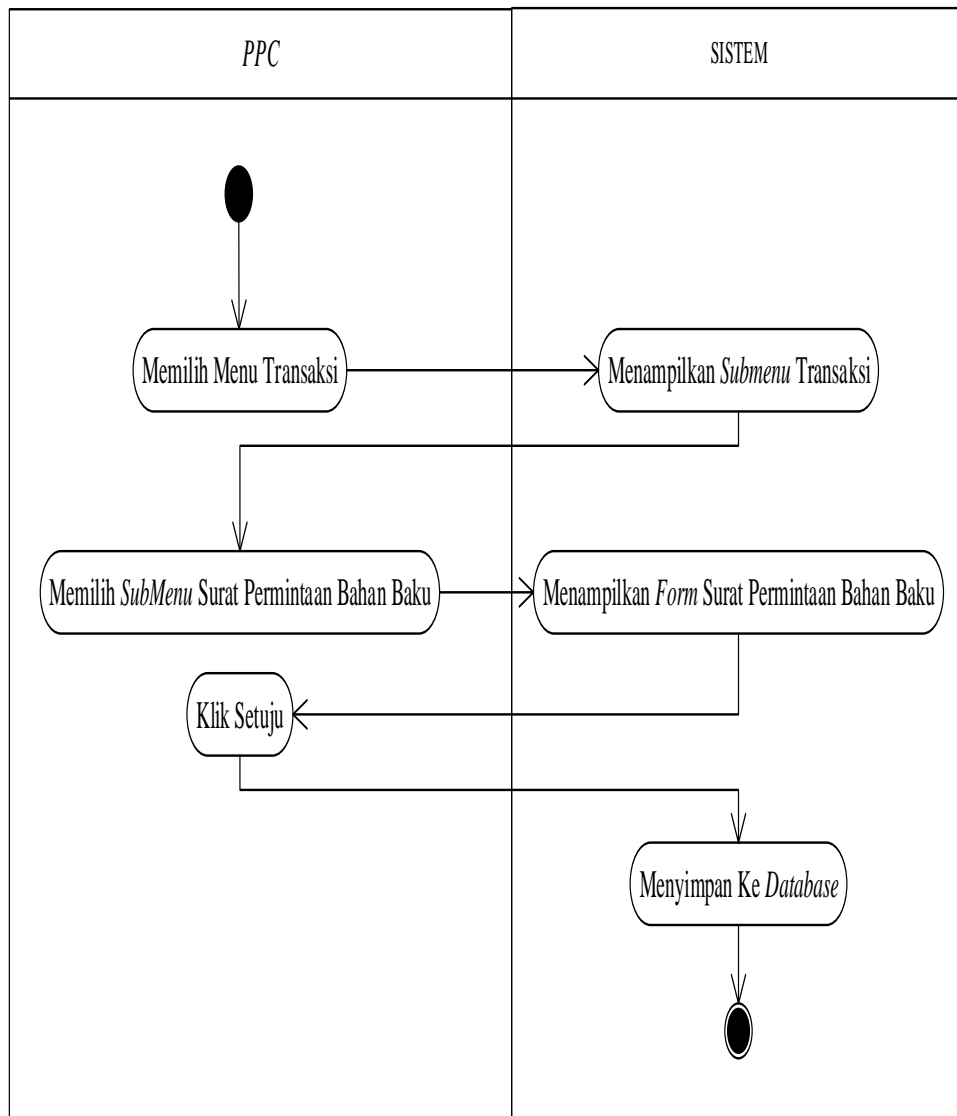 PPC
SISTEM
Memilih Menu Transaksi
Menampilkan Submenu Transaksi
Memilih SubMenu Surat Permintaan Bahan Baku
Menampilkan Form Surat Permintaan Bahan Baku
Klik Setuju
Menyimpan Ke Database